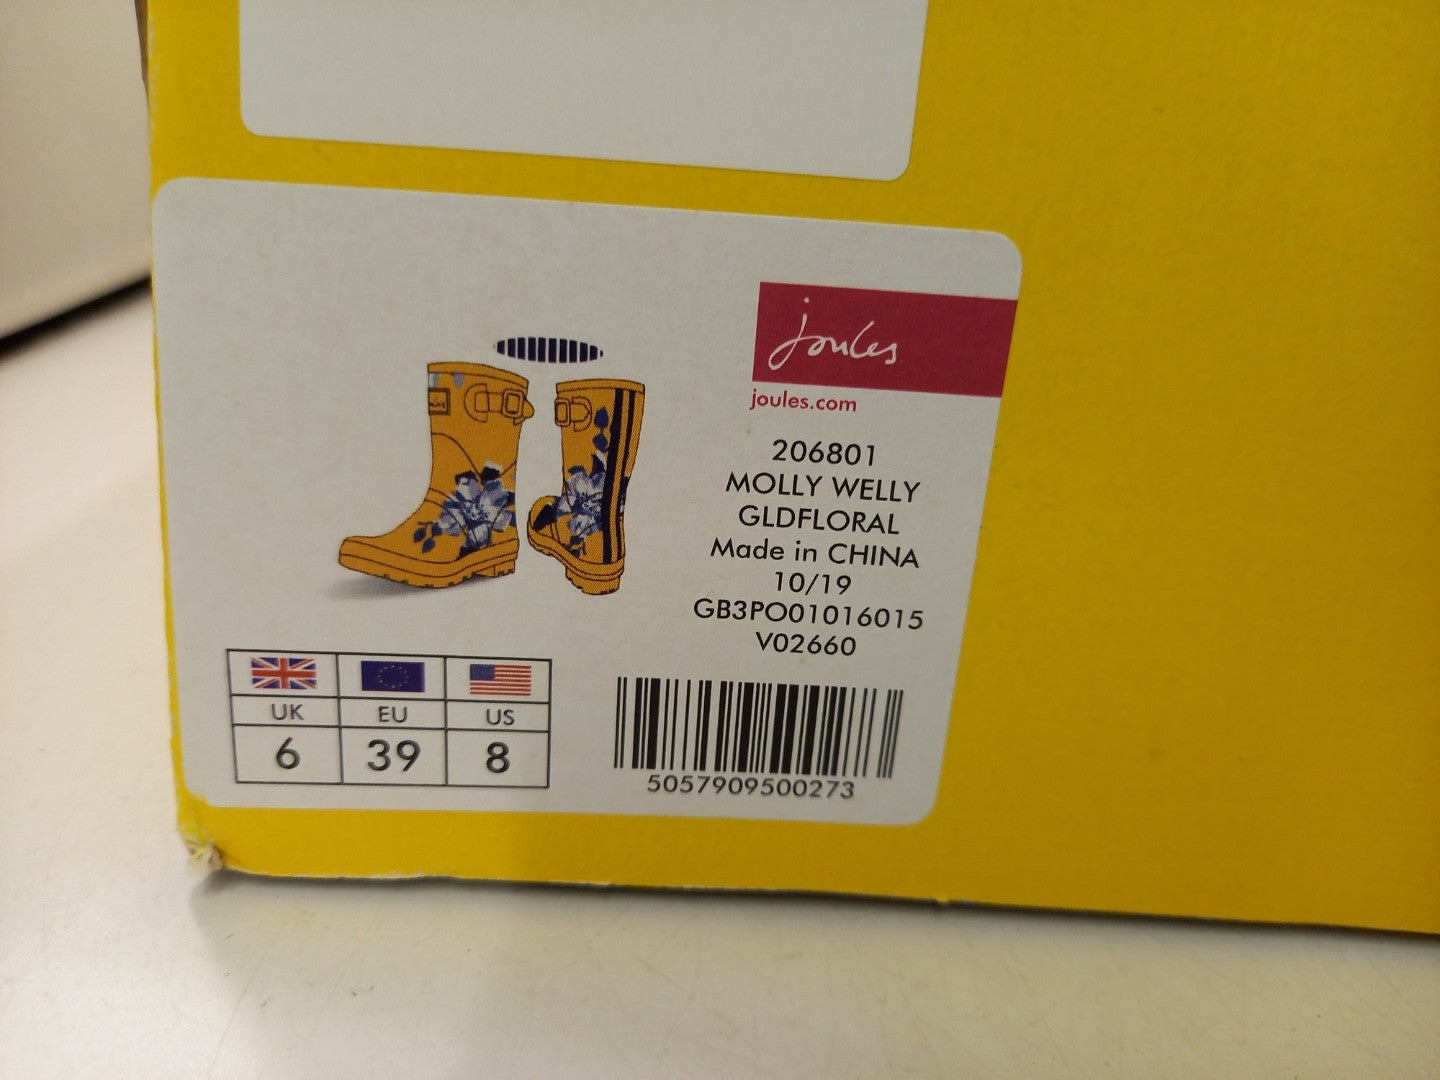 joules
joules.com
206801
MOLLY WELLY
GLDFLORAL
Made in CHINA
10/19
GB3PO01016015
V02660
UK EU US
6 39 8
5057909500273